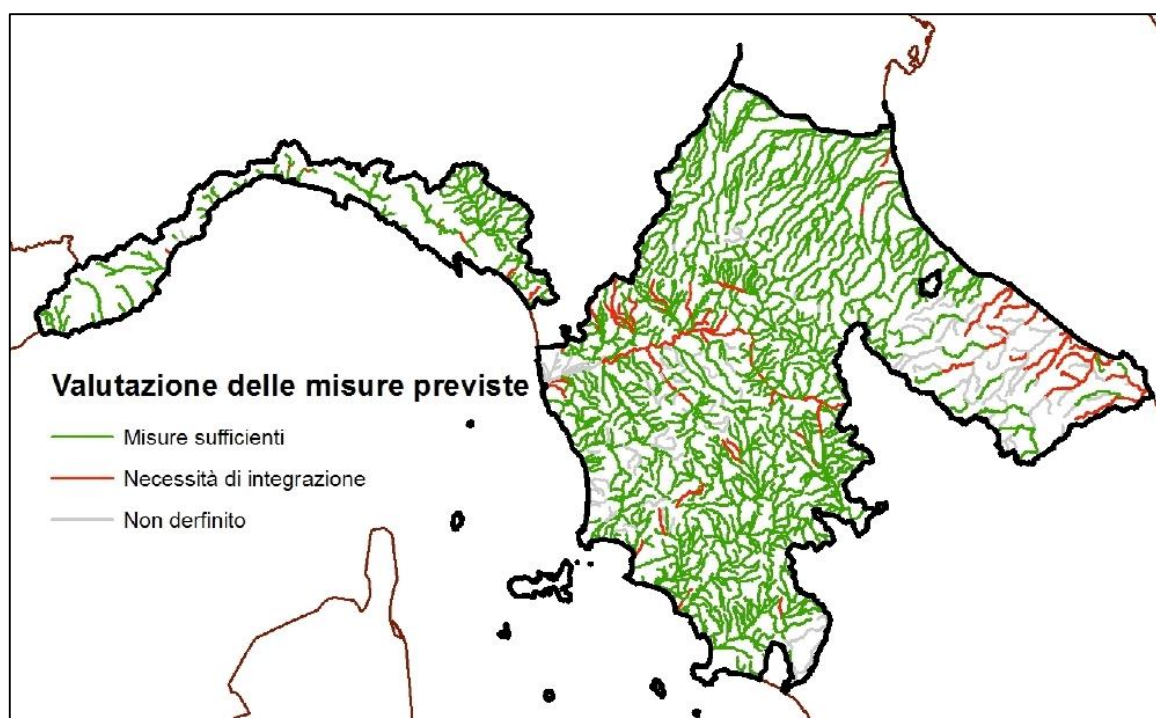 Valutazione delle misure previste
Misure sufficienti
Necessità di integrazione
Non derfinito